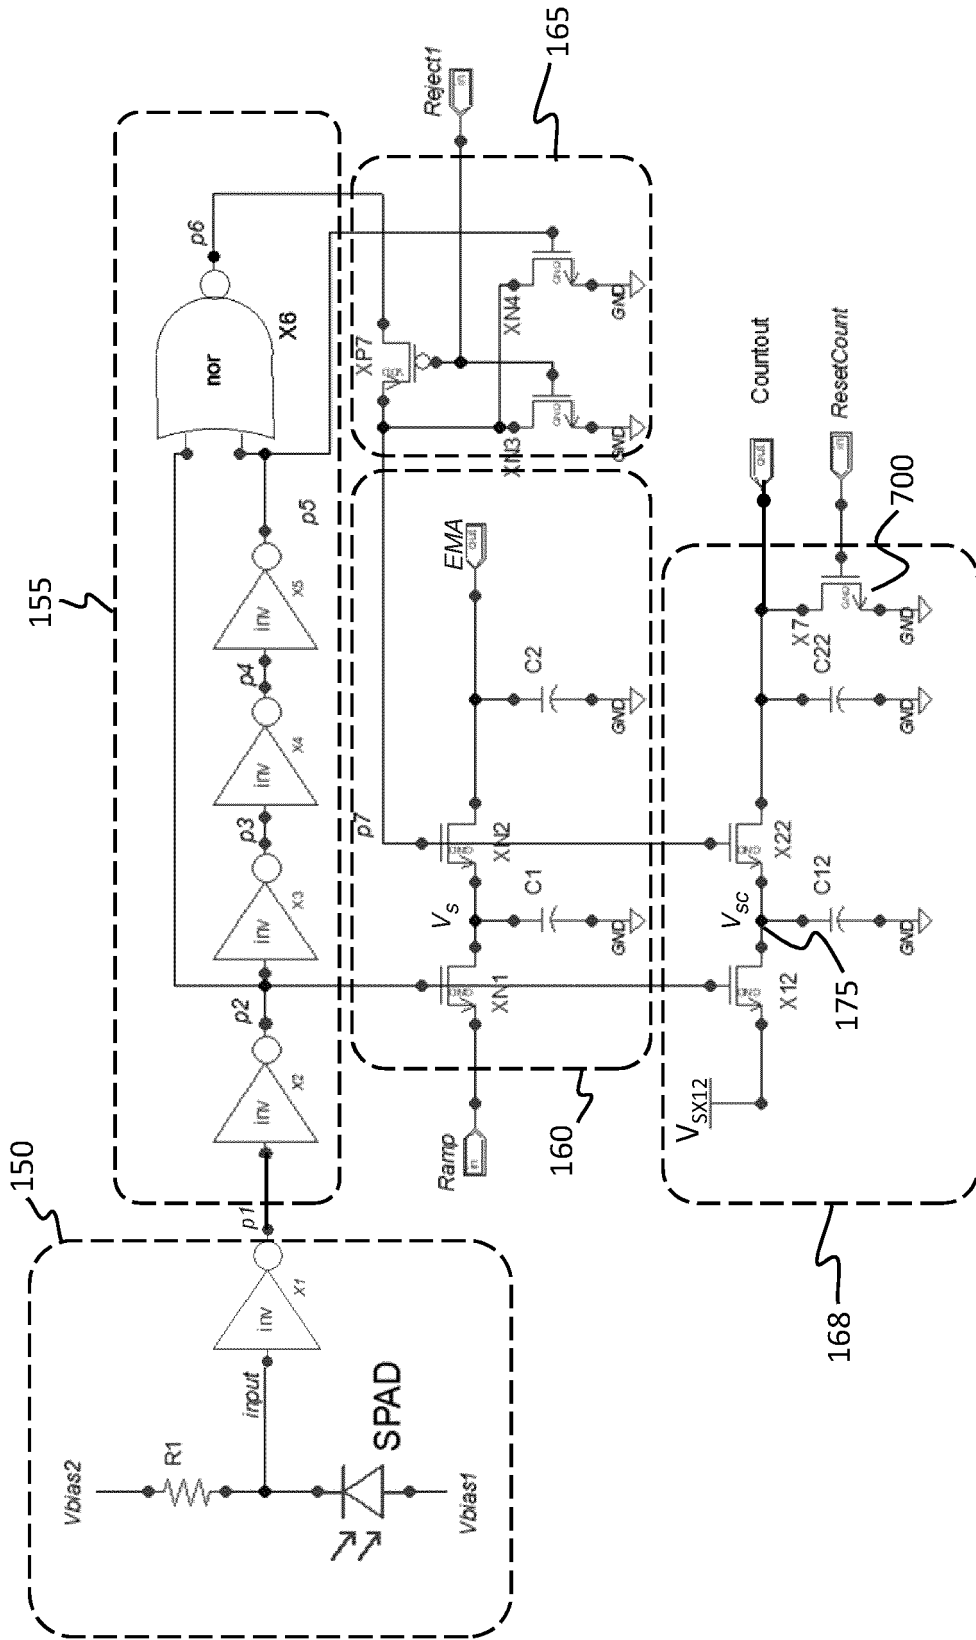 150
Vbias2
R1
input
SPAD
Vbias1
inv
X1
p1
155
inv
X2
p2
inv
X3
p3
inv
X4
p4
inv
X5
p5
nor
X6
p6
160
Ramp
XN1
Vs
C1
GND
p7
XN2
C2
GND
EMA
165
XP7
XN3
GND
GND
XN4
GND
GND
Reject1
168
VSX12
X12
175
Vsc
C12
GND
X22
C22
GND
X7
GND
GND
700
Countout
ResetCount